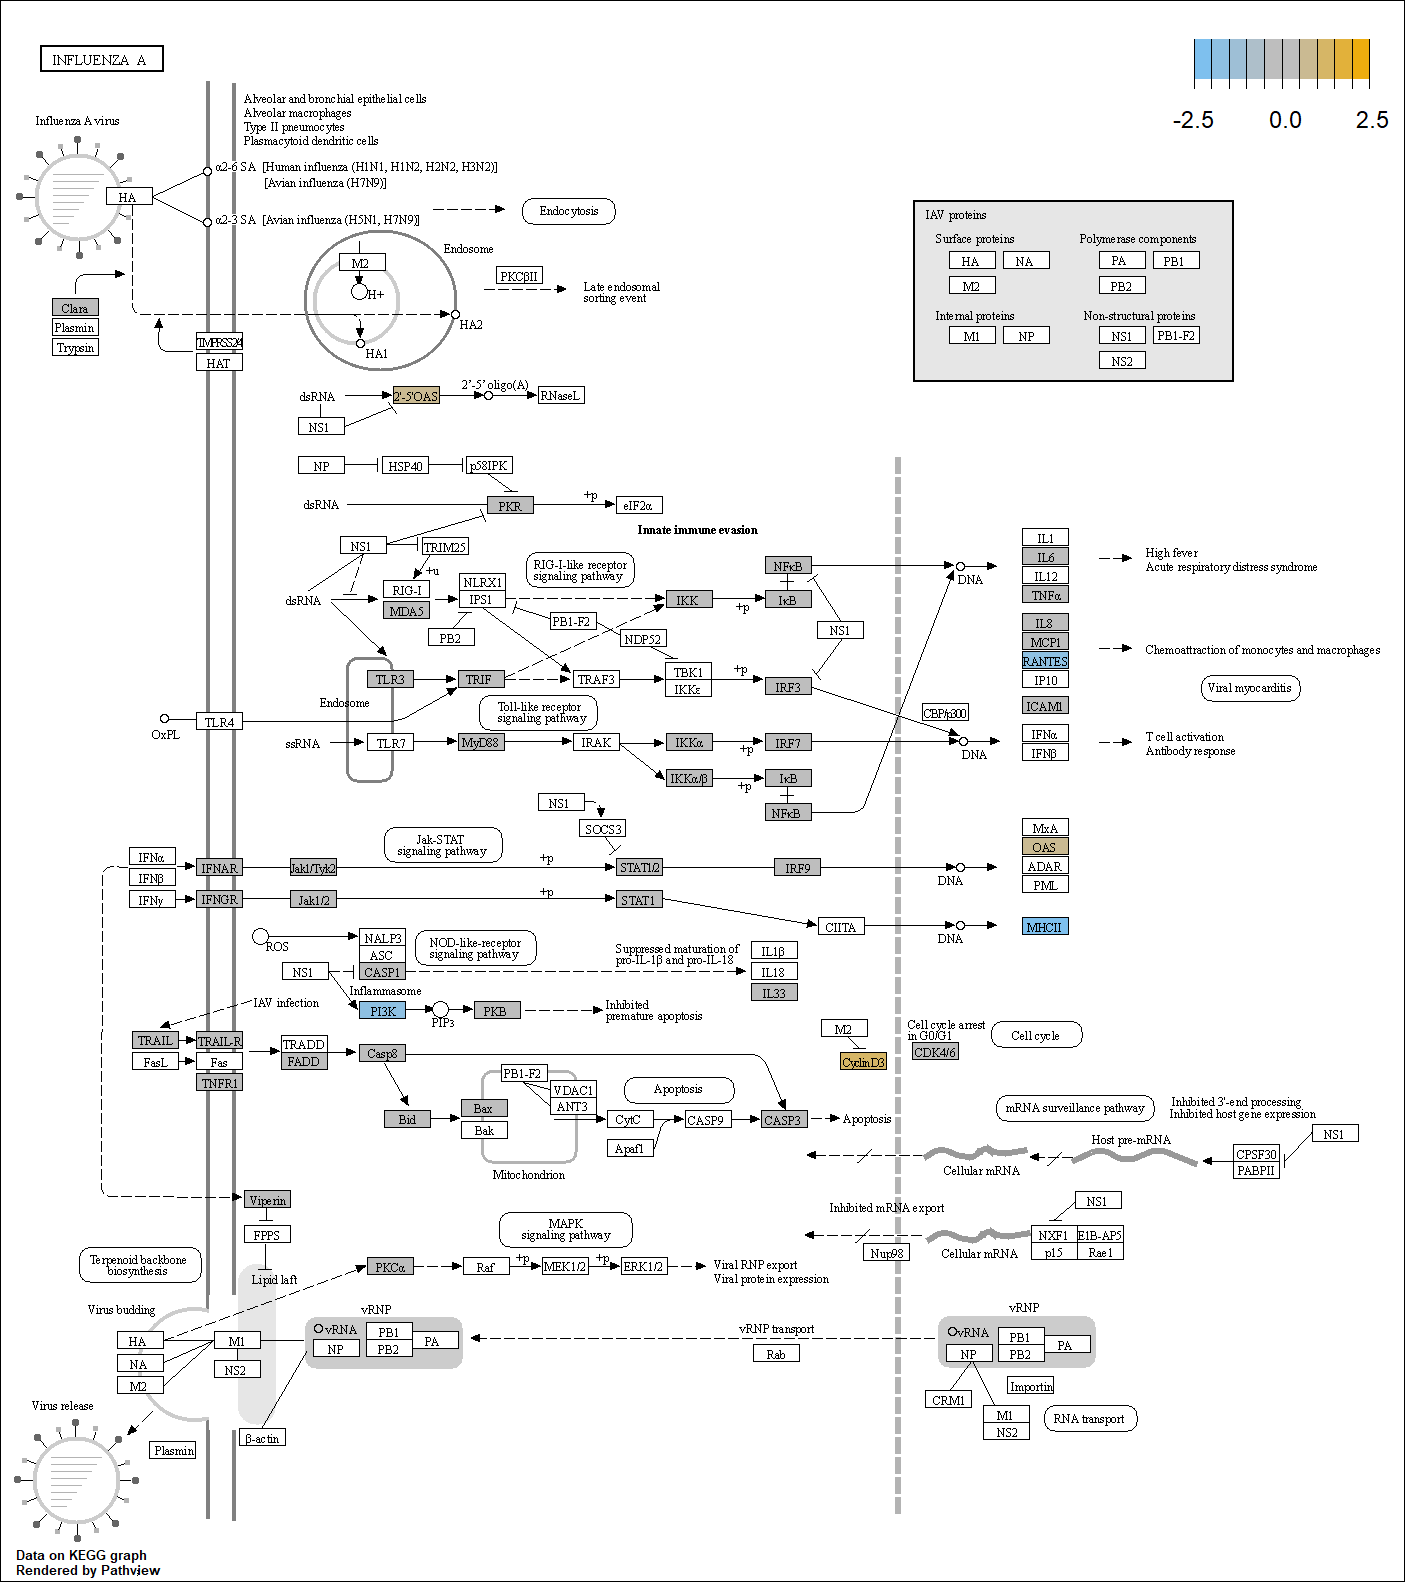 INFLUENZA A
-2.5 0.0 2.5
Alveolar and bronchial epithelial cells
Alveolar macrophages
Type II pneumocytes
Plasmacytoid dendritic cells
Influenza A virus
α2-6 SA [Human influenza (H1N1, H1N2, H2N2, H3N2)]
[Avian influenza (H7N9)]
HA
α2-3 SA [Avian influenza (H5N1, H7N9)]
Endocytosis
IAV proteins
Surface proteins
Polymerase components
HA NA PA PB1
M2 PB2
Internal proteins
Non-structural proteins
M1 NP NS1 PB1-F2
NS2
Endosome
M2
H+
HA2
HA1
PKCβII
Late endosomal
sorting event
Clara
Plasmin
Trypsin
TMPRSS2/4
HAT
dsRNA
2'-5'OAS
2'-5' oligo(A)
RNaseL
NS1
NP
HSP40
p58IPK
dsRNA
PKR
+p
eIF2α
Innate immune evasion
NS1
TRIM25
+u
RIG-I
MDA5
dsRNA
NLRX1
IPS1
PB2
RIG-I-like receptor
signaling pathway
PB1-F2
NDP52
IKK
+p
NFκB
IκB
NS1
DNA
IL1
IL6
IL12
TNFα
High fever
Acute respiratory distress syndrome
IL8
MCP1
RANTES
IP10
ICAM1
Chemoattraction of monocytes and macrophages
Viral myocarditis
TLR3
Endosome
TRIF
TRAF3
TBK1
IKKε
+p
IRF3
CBP/p300
OxPL
TLR4
Toll-like receptor
signaling pathway
ssRNA
TLR7
MyD88
IRAK
IKKα
+p
IRF7
DNA
IFNα
IFNβ
T cell activation
Antibody response
IKKα/β
+p
IκB
NFκB
NS1
SOCS3
Jak-STAT
signaling pathway
IFNα
IFNβ
IFNAR
Jak1/Tyk2
+p
STAT1/2
IRF9
DNA
MxA
OAS
ADAR
PML
IFNγ
IFNGR
Jak1/2
+p
STAT1
CIITA
DNA
MHCII
ROS
NALP3
ASC
CASP1
Inflammasome
NOD-like-receptor
signaling pathway
NS1
Suppressed maturation of
pro-IL-1β and pro-IL-18
IL1β
IL18
IL33
IAV infection
PI3K
PIP3
PKB
Inhibited
premature apoptosis
TRAIL
TRAIL-R
FasL
Fas
TNFR1
TRADD
FADD
Casp8
M2
CyclinD3
Cell cycle arrest
in G0/G1
CDK4/6
Cell cycle
Bid
Bax
Bak
PB1-F2
VDAC1
ANT3
Mitochondrion
CytC
Apaf1
Apoptosis
CASP9
CASP3
Apoptosis
mRNA surveillance pathway
Inhibited 3'-end processing
Inhibited host gene expression
NS1
Host pre-mRNA
CPSF30
PABPII
Cellular mRNA
Viperin
FPPS
Lipid laft
Inhibited mRNA export
NS1
Nup98
Cellular mRNA
NXF1 E1B-AP5
p15 Rae1
MAPK
signaling pathway
Terpenoid backbone
biosynthesis
PKCα
Raf
+p
MEK1/2
+p
ERK1/2
Viral RNP export
Viral protein expression
Virus budding
HA
NA
M2
M1
NS2
vRNP
vRNA
NP
PB1
PB2
PA
vRNP transport
Rab
vRNP
vRNA
NP
PB1
PB2
PA
CRM1
Importin
M1
NS2
RNA transport
Virus release
Plasmin
β-actin
Data on KEGG graph
Rendered by Pathview